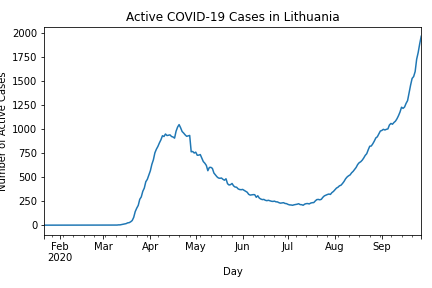 Active COVID-19 Cases in Lithuania
Number of Active Cases
2000
1750
1500
1250
1000
750
500
250
0
Feb Mar Apr May Jun Jul Aug Sep
2020
Day